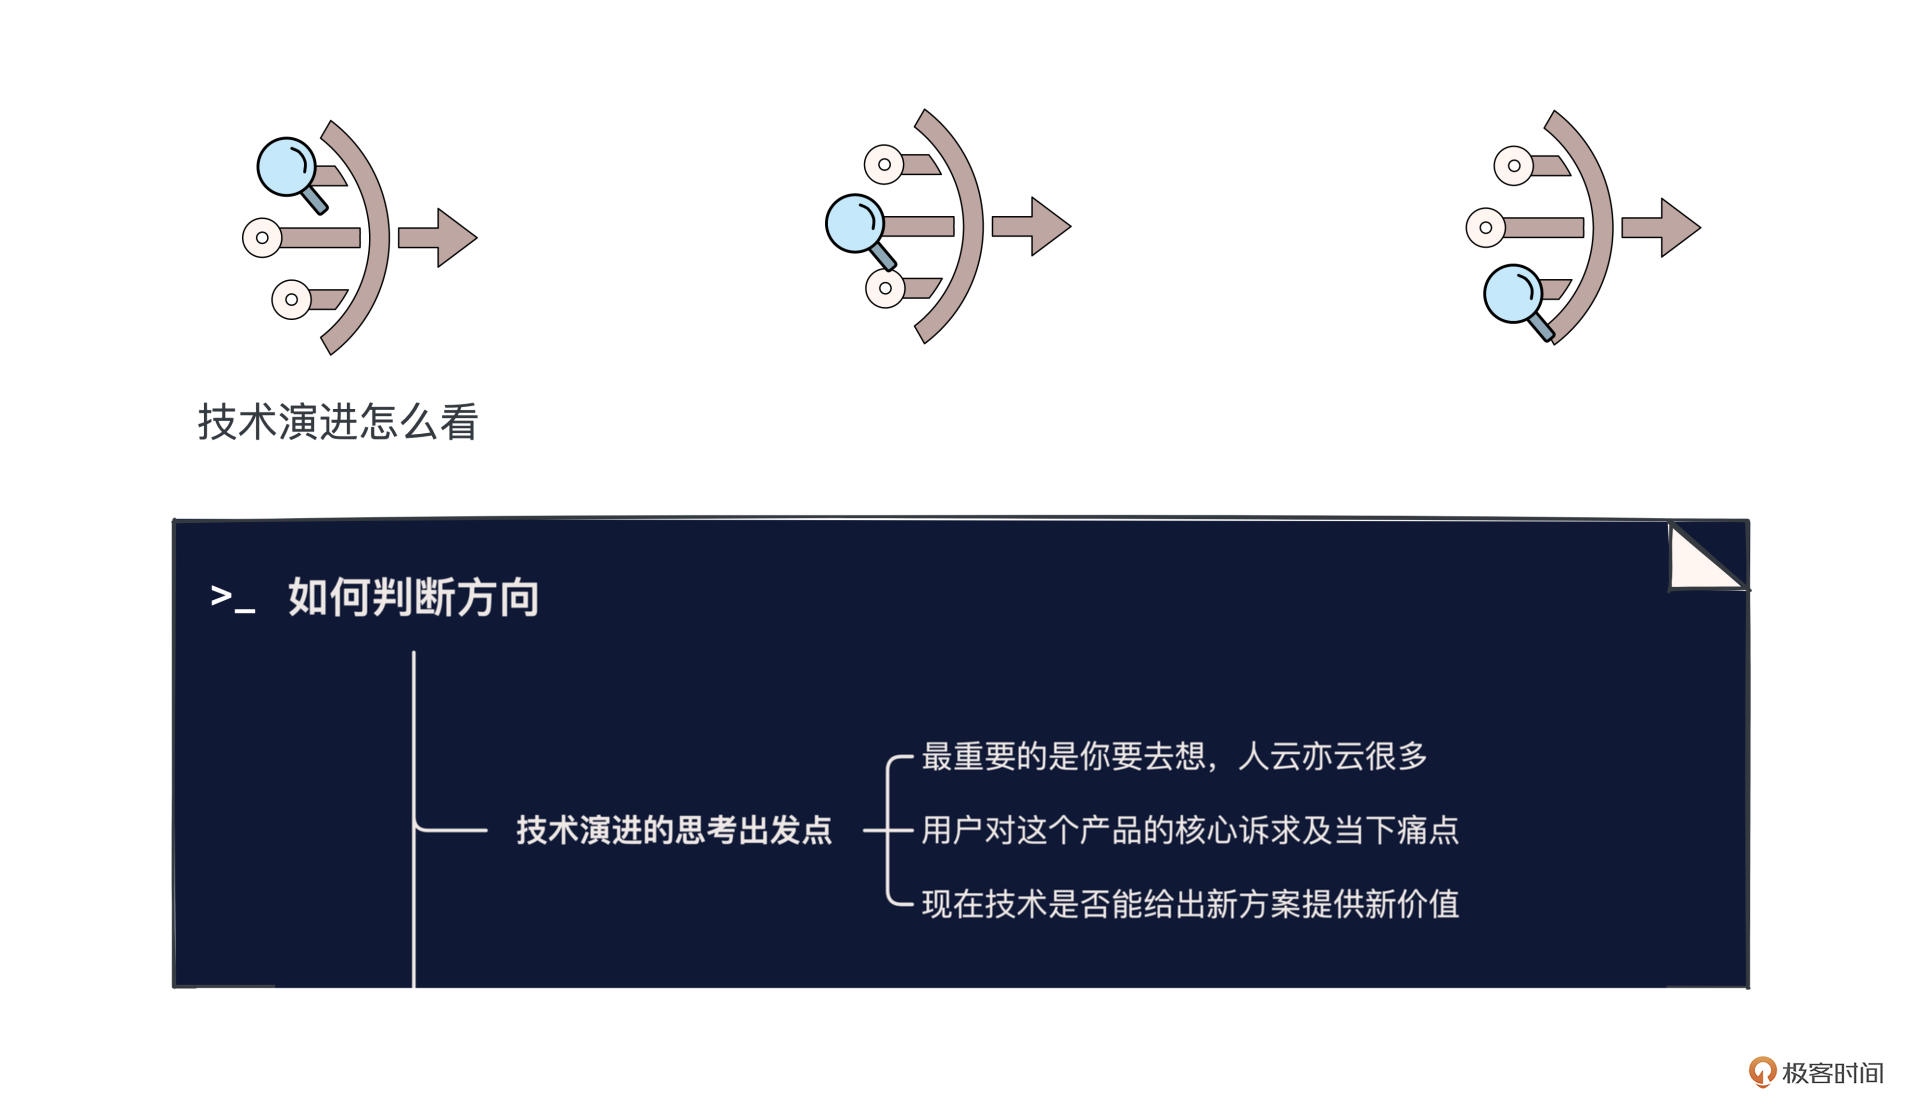 技术演进怎么看
>_ 如何判断方向
最重要的是你要去想，人云亦云很多
技术演进的思考出发点
用户对这个产品的核心诉求及当下痛点
现在技术是否能给出新方案提供新价值
极客时间